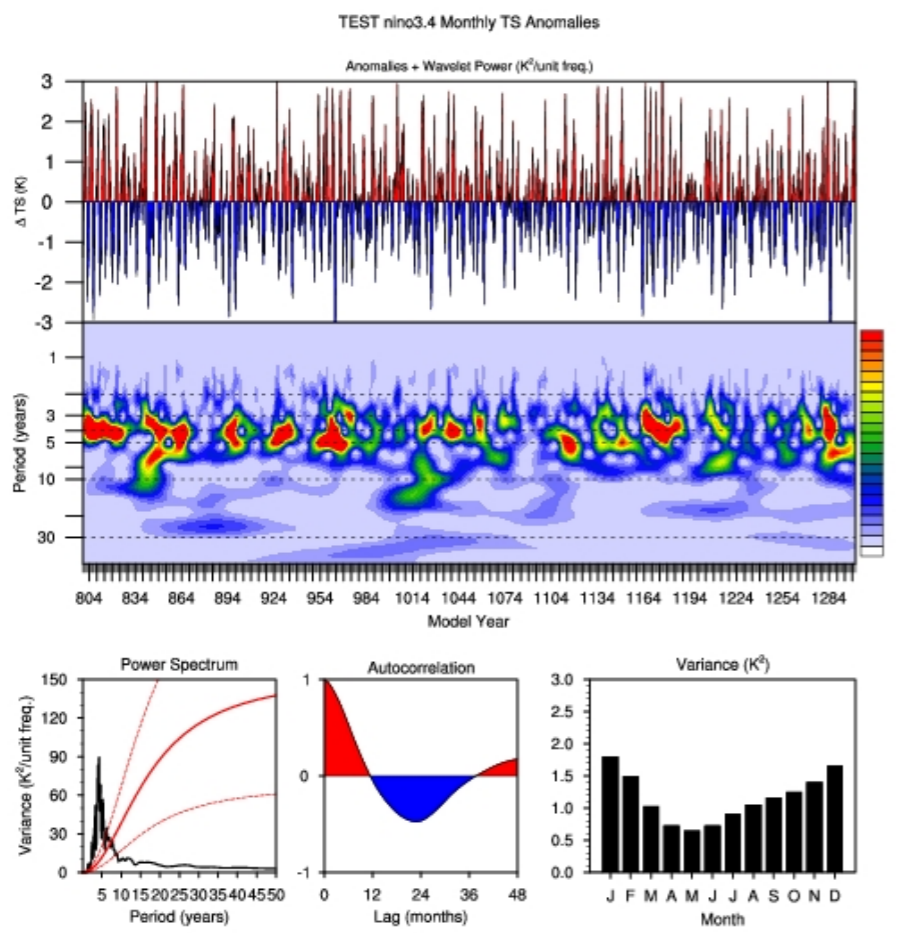 TEST nino3.4 Monthly TS Anomalies
Anomalies + Wavelet Power (K²/unit freq.)
3
2
1
0
-1
-2
-3
Δ TS (K)
1
3
5
10
30
Period (years)
804 834 864 894 924 954 984 1014 1044 1074 1104 1134 1164 1194 1224 1254 1284
Model Year
Power Spectrum
150
120
90
60
30
0
Variance (K²/unit freq.)
5 10 15 20 25 30 35 40 45 50
Period (years)
Autocorrelation
1
0
-1
0 12 24 36 48
Lag (months)
Variance (K²)
3.0
2.5
2.0
1.5
1.0
0.5
0.0
J F M A M J J A S O N D
Month